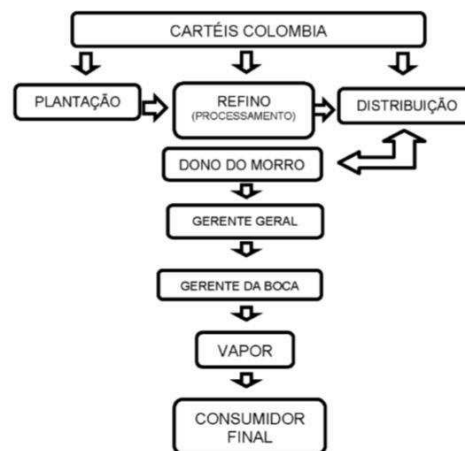 CARTÉIS COLOMBIA
PLANTAÇÃO
REFINO
(PROCESSAMENTO)
DISTRIBUIÇÃO
DONO DO MORRO
GERENTE GERAL
GERENTE DA BOCA
VAPOR
CONSUMIDOR
FINAL